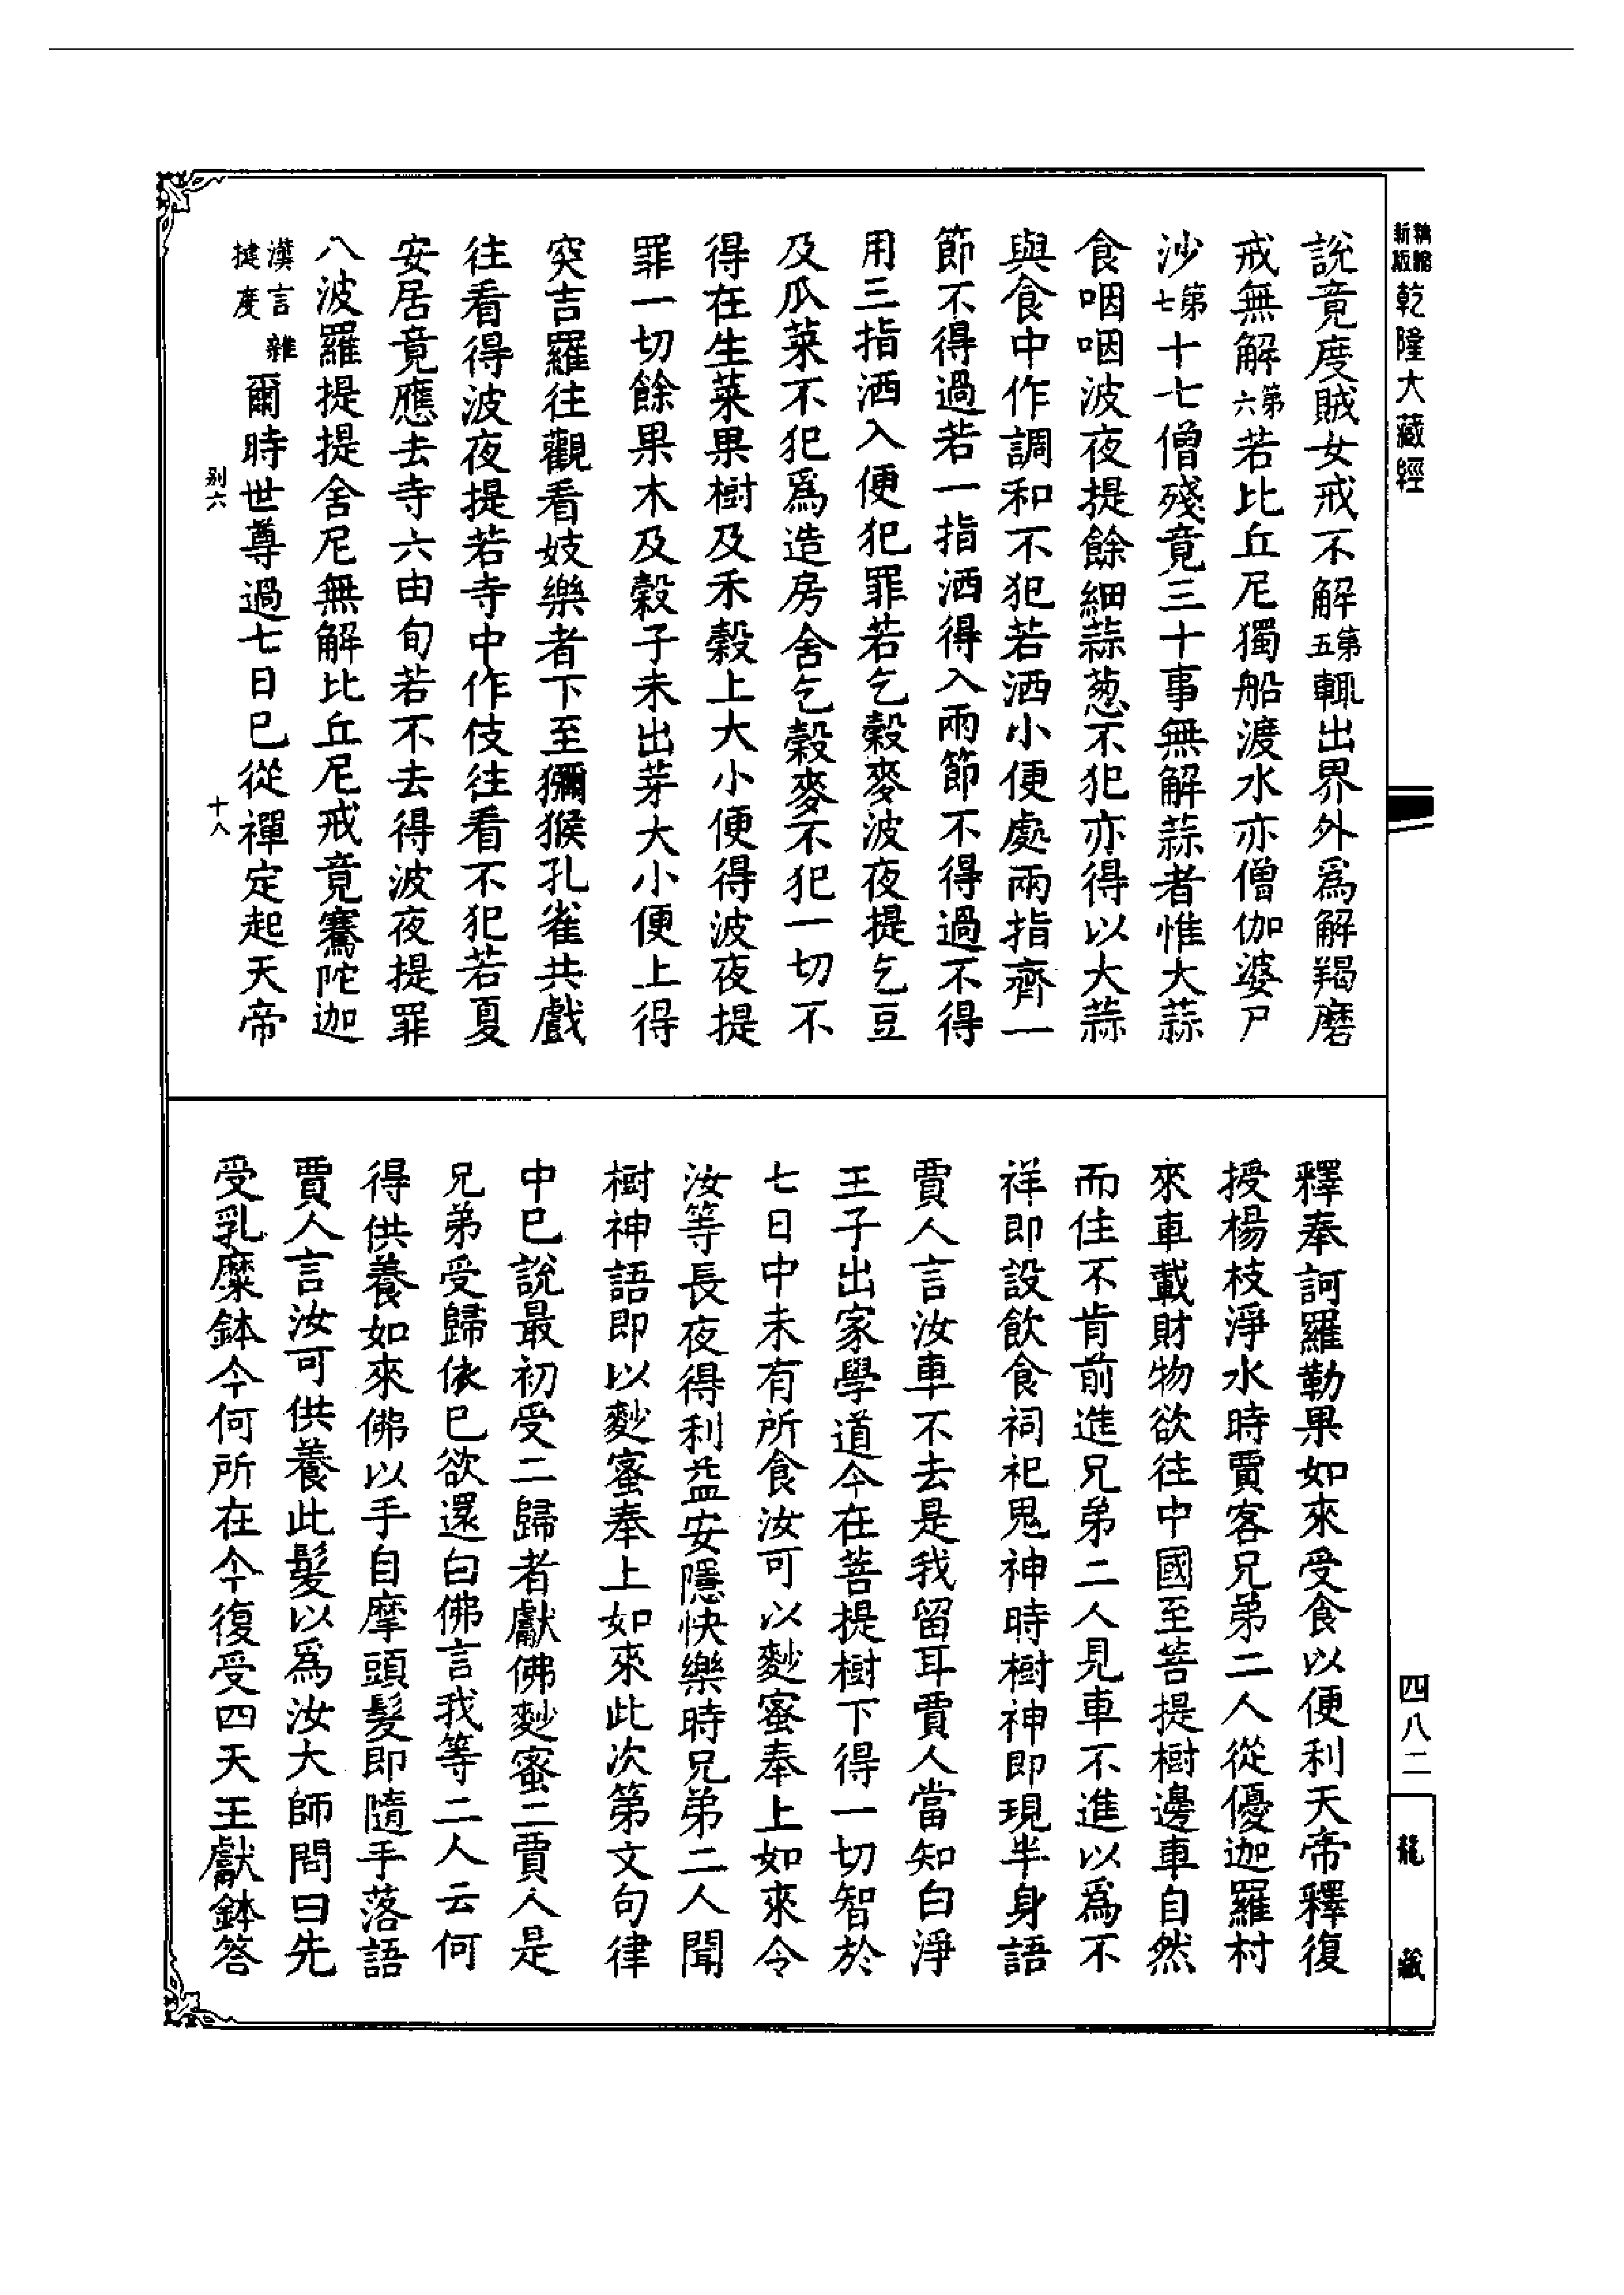 精縮新版乾隆大藏經
說竟度賊女戒不解第五輒出界外爲解羯磨
戒無解第六若比丘尼獨船渡水亦僧伽婆尸
沙第七十七僧殘竟三十事無解蒜者惟大蒜
食咽咽波夜提餘細蒜葱不犯亦得以大蒜
與食中作調和不犯若洒小便處兩指齊一
節不得過若一指洒得入兩節不得過不得
用三指洒入便犯罪若乞穀麥波夜提乞豆
及瓜菜不犯爲造房舍乞穀麥不犯一切不
得在生菜果樹及禾穀上大小便得波夜提
罪一切餘果木及穀子未出芽大小便上得
突吉羅往觀看妓樂者下至獼猴孔雀共戲
往看得波夜提若寺中作伎往看不犯若夏
安居竟應去寺六由旬若不去得波夜提罪
八波羅提提舍尼無解比丘尼戒竟騫陀迦
漢言雜揵度爾時世尊過七日已從禪定起天帝
别六
十八
釋奉訶羅勒果如來受食以便利天帝釋復
授楊枝淨水時賈客兄弟二人從優迦羅村
來車載財物欲往中國至菩提樹邊車自然
而住不肯前進兄弟二人見車不進以爲不
祥即設飲食祠祀鬼神時樹神即現半身語
賈人言汝車不去是我留耳賈人當知白淨
王子出家學道今在菩提樹下得一切智於
七日中未有所食汝可以麨蜜奉上如來令
汝等長夜得利益安隱快樂時兄弟二人聞
樹神語即以麨蜜奉上如來此次第文句律
中已說最初受二歸者獻佛麨蜜二賈人是
兄弟受歸依已欲還白佛言我等二人云何
得供養如來佛以手自摩頭髮即隨手落語
賈人言汝可供養此髮以爲汝大師問曰先
受乳糜鉢今何所在今復受四天王獻鉢答
四八二
龍藏